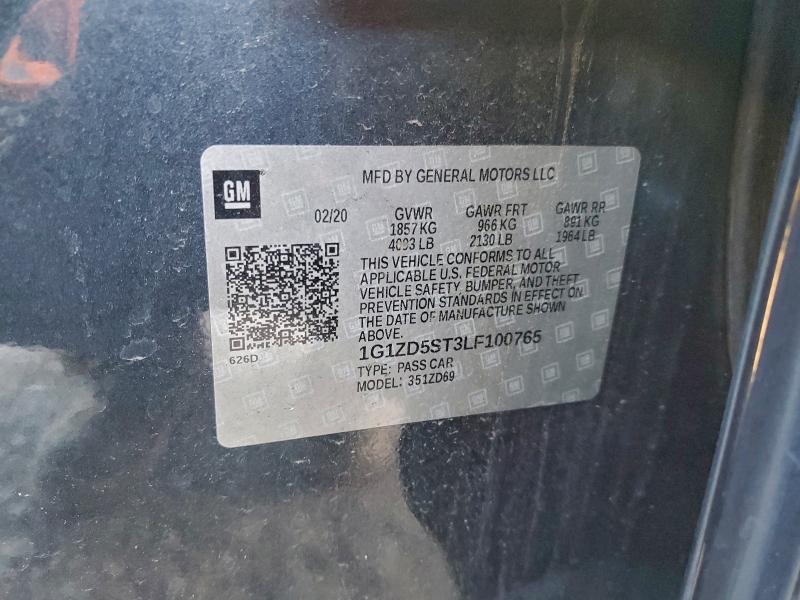 GM
MFD BY GENERAL MOTORS LLC
02/20 GVWR GAWR FRT GAWR RR
1857 KG 966 KG 891 KG
4093 LB 2130 LB 1964 LB
THIS VEHICLE CONFORMS TO ALL
APPLICABLE U.S. FEDERAL MOTOR
VEHICLE SAFETY, BUMPER, AND THEFT
PREVENTION STANDARDS IN EFFECT ON
THE DATE OF MANUFACTURE SHOWN
ABOVE.
626D
1G1ZD5ST3LF100765
TYPE: PASS CAR
MODEL: 351ZD69